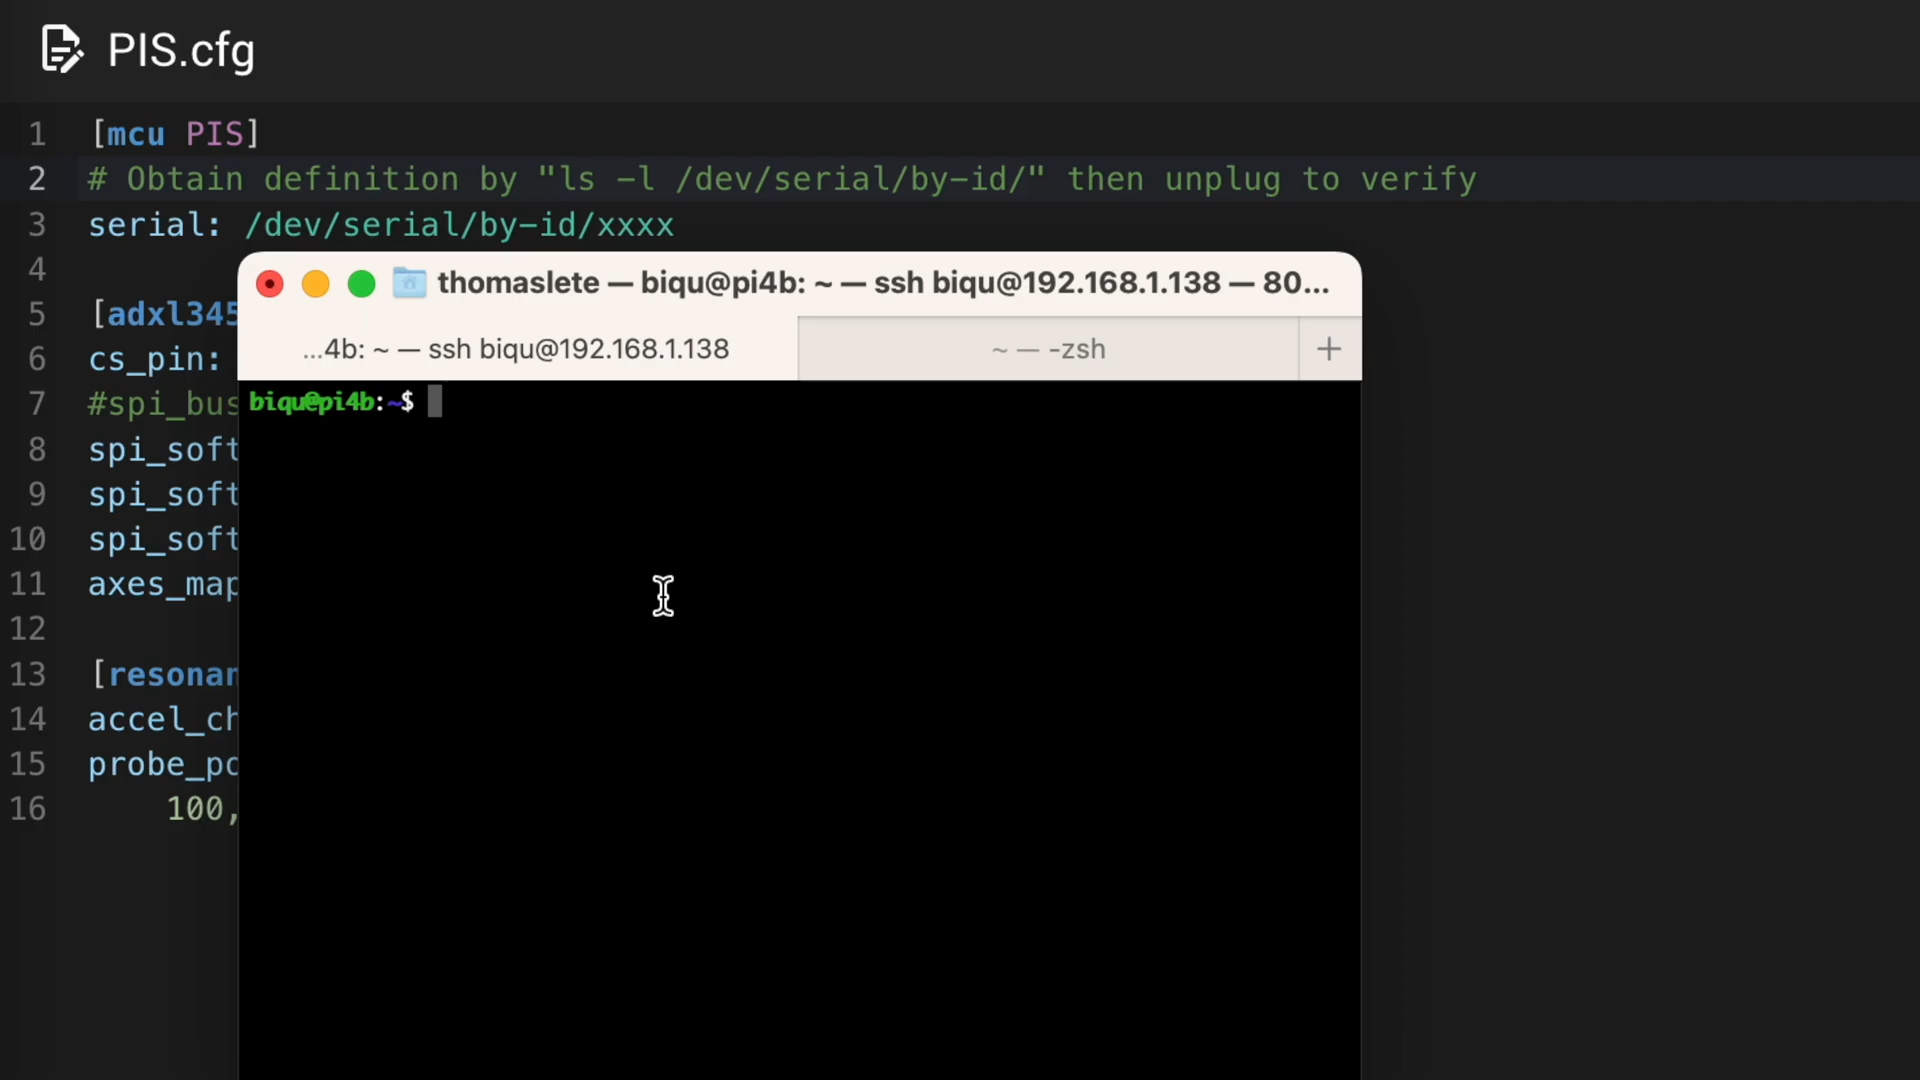 PIS.cfg
1 [mcu PIS]
2 # Obtain definition by "ls -l /dev/serial/by-id/" then unplug to verify
3 serial: /dev/serial/by-id/xxxx
4
5 [adxl345
6 cs_pin:
7 #spi_bus
8 spi_soft
9 spi_soft
10 spi_soft
11 axes_map
12
13 [resonan
14 accel_ch
15 probe_po
16 100,
thomaslete — biqu@pi4b: ~ — ssh biqu@192.168.1.138 — 80...
...4b: ~ — ssh biqu@192.168.1.138
~ — -zsh
+
biqu@pi4b:~$